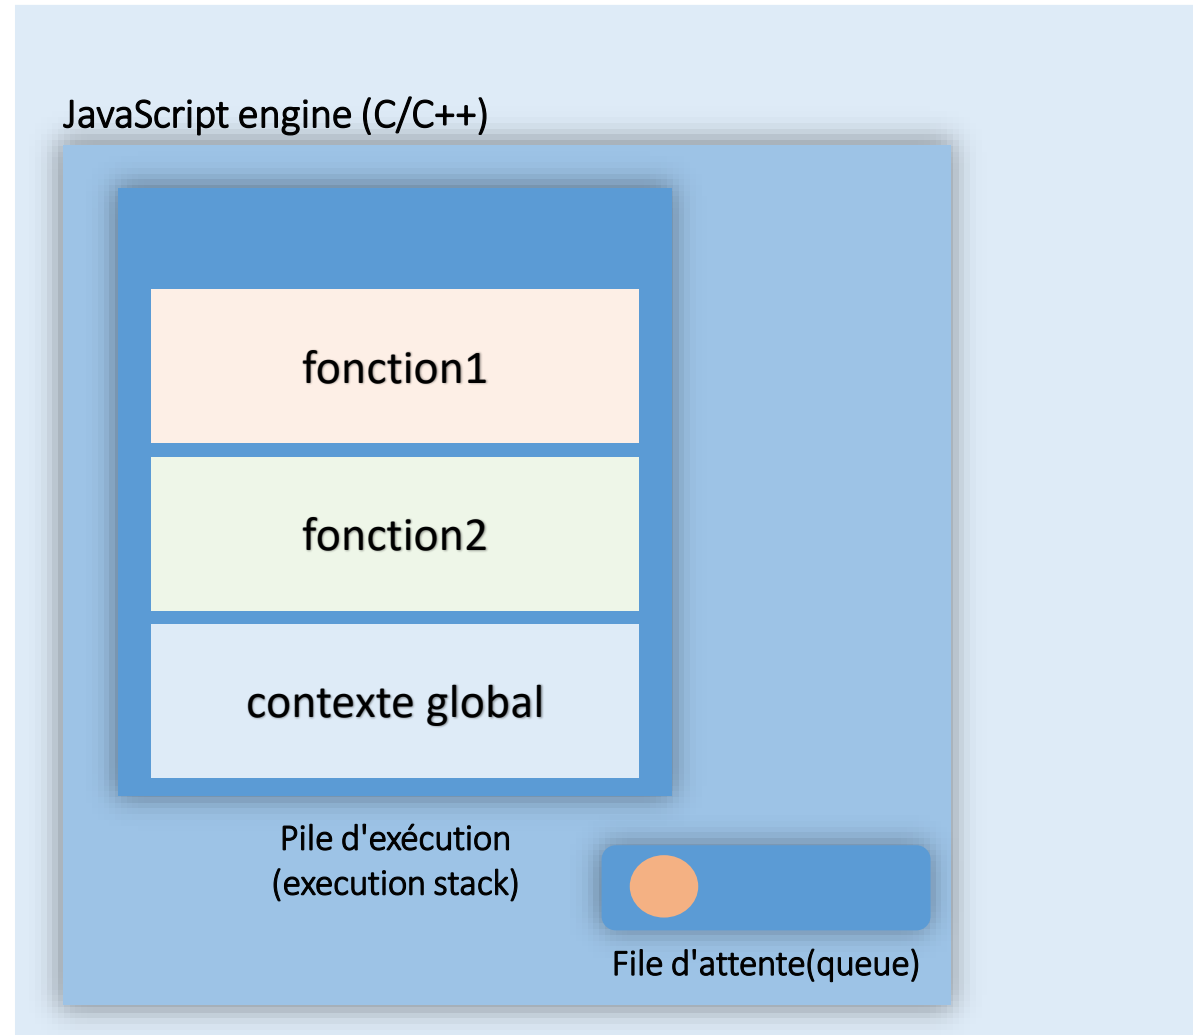 JavaScript engine (C/C++)
fonction1
fonction2
contexte global
Pile d'exécution
(execution stack)
File d'attente(queue)